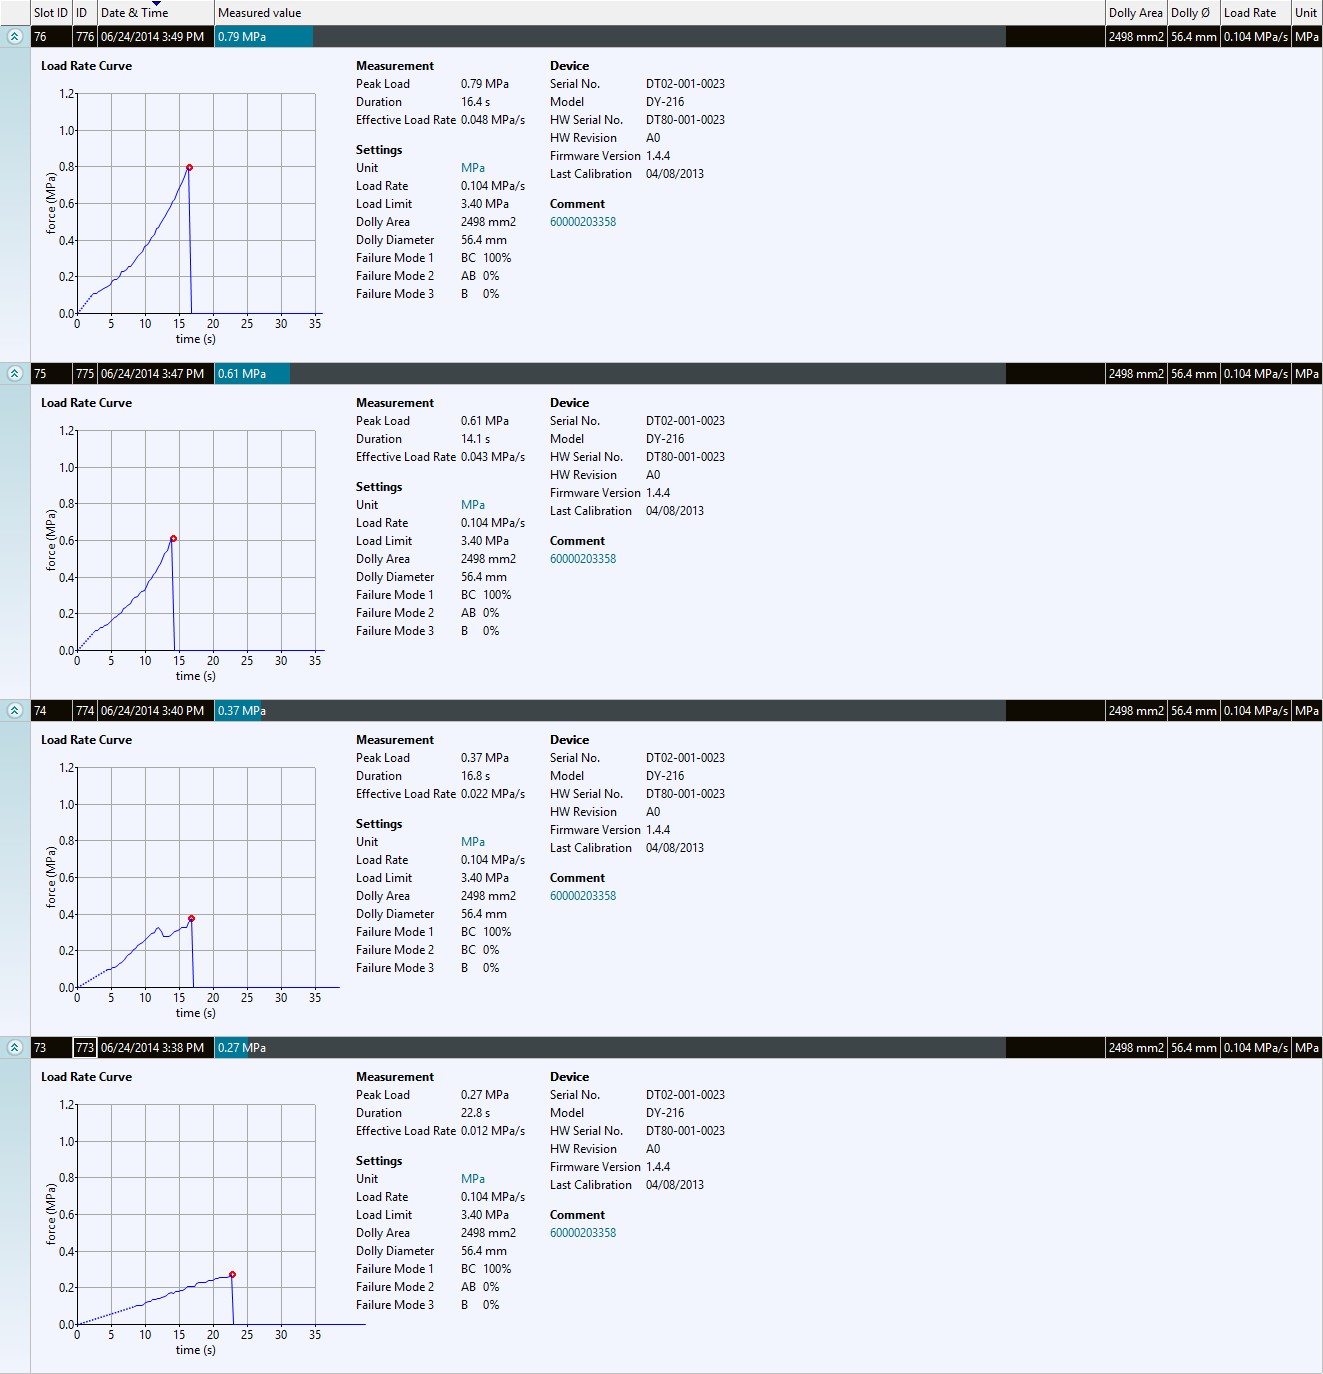 Slot ID ID Date & Time Measured value Dolly Area Dolly Ø Load Rate Unit
76 776 06/24/2014 3:49 PM 0.79 MPa 2498 mm2 56.4 mm 0.104 MPa/s MPa
Load Rate Curve Measurement Device
Peak Load 0.79 MPa Serial No. DT02-001-0023
1.2 Duration 16.4 s Model DY-216
Effective Load Rate 0.048 MPa/s HW Serial No. DT80-001-0023
1.0 HW Revision A0
Settings Firmware Version 1.4.4
0.8 Unit MPa Last Calibration 04/08/2013
Load Rate 0.104 MPa/s
0.6 Load Limit 3.40 MPa Comment
force (MPa) Dolly Area 2498 mm2 60000203358
0.4 Dolly Diameter 56.4 mm
Failure Mode 1 BC 100%
0.2 Failure Mode 2 AB 0%
Failure Mode 3 B 0%
0.0
0 5 10 15 20 25 30 35
time (s)
75 775 06/24/2014 3:47 PM 0.61 MPa 2498 mm2 56.4 mm 0.104 MPa/s MPa
Load Rate Curve Measurement Device
Peak Load 0.61 MPa Serial No. DT02-001-0023
1.2 Duration 14.1 s Model DY-216
Effective Load Rate 0.043 MPa/s HW Serial No. DT80-001-0023
1.0 HW Revision A0
Settings Firmware Version 1.4.4
0.8 Unit MPa Last Calibration 04/08/2013
Load Rate 0.104 MPa/s
0.6 Load Limit 3.40 MPa Comment
force (MPa) Dolly Area 2498 mm2 60000203358
0.4 Dolly Diameter 56.4 mm
Failure Mode 1 BC 100%
0.2 Failure Mode 2 AB 0%
Failure Mode 3 B 0%
0.0
0 5 10 15 20 25 30 35
time (s)
74 774 06/24/2014 3:40 PM 0.37 MPa 2498 mm2 56.4 mm 0.104 MPa/s MPa
Load Rate Curve Measurement Device
Peak Load 0.37 MPa Serial No. DT02-001-0023
1.2 Duration 16.8 s Model DY-216
Effective Load Rate 0.022 MPa/s HW Serial No. DT80-001-0023
1.0 HW Revision A0
Settings Firmware Version 1.4.4
0.8 Unit MPa Last Calibration 04/08/2013
Load Rate 0.104 MPa/s
0.6 Load Limit 3.40 MPa Comment
force (MPa) Dolly Area 2498 mm2 60000203358
0.4 Dolly Diameter 56.4 mm
Failure Mode 1 BC 100%
0.2 Failure Mode 2 BC 0%
Failure Mode 3 B 0%
0.0
0 5 10 15 20 25 30 35
time (s)
73 773 06/24/2014 3:38 PM 0.27 MPa 2498 mm2 56.4 mm 0.104 MPa/s MPa
Load Rate Curve Measurement Device
Peak Load 0.27 MPa Serial No. DT02-001-0023
1.2 Duration 22.8 s Model DY-216
Effective Load Rate 0.012 MPa/s HW Serial No. DT80-001-0023
1.0 HW Revision A0
Settings Firmware Version 1.4.4
0.8 Unit MPa Last Calibration 04/08/2013
Load Rate 0.104 MPa/s
0.6 Load Limit 3.40 MPa Comment
force (MPa) Dolly Area 2498 mm2 60000203358
0.4 Dolly Diameter 56.4 mm
Failure Mode 1 BC 100%
0.2 Failure Mode 2 AB 0%
Failure Mode 3 B 0%
0.0
0 5 10 15 20 25 30 35
time (s)